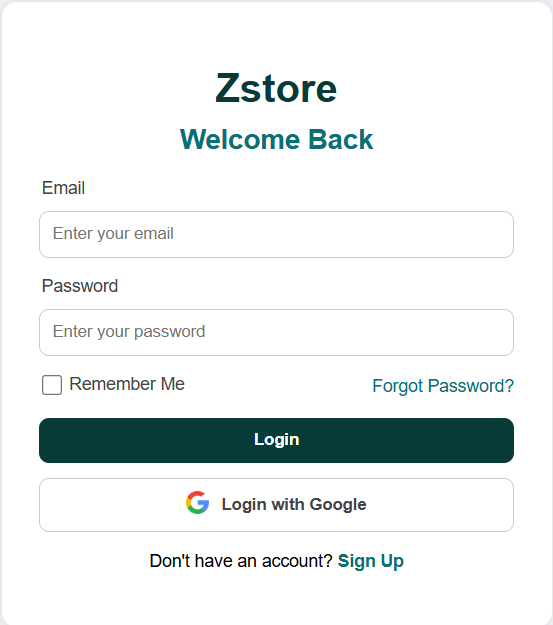 Zstore
Welcome Back
Email
Enter your email
Password
Enter your password
Remember Me Forgot Password?
Login
Login with Google
Don't have an account? Sign Up